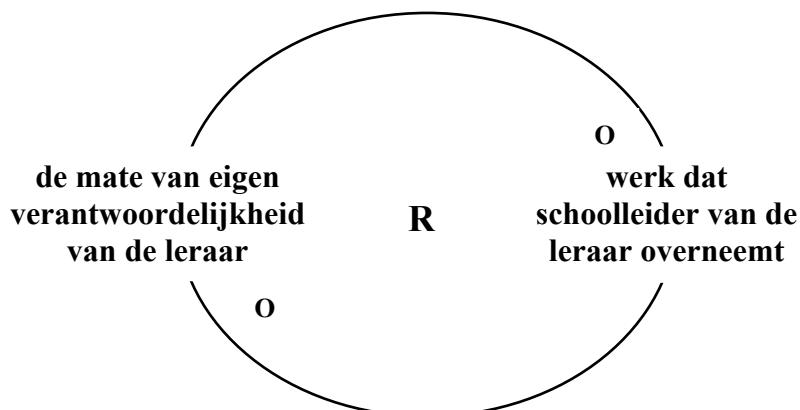 O
de mate van eigen
verantwoordelijkheid
van de leraar
R
werk dat
schoolleider van de
leraar overneemt
O